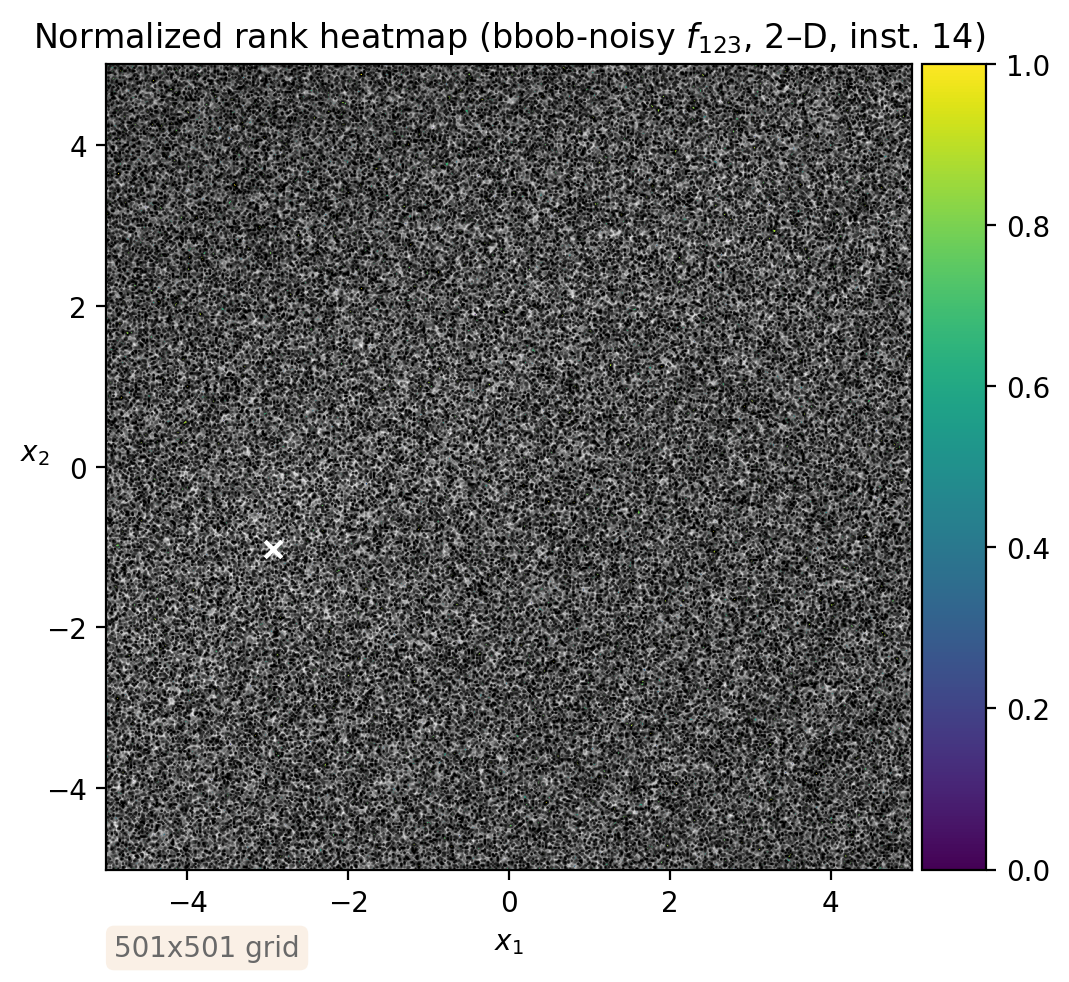 Normalized rank heatmap (bbob-noisy f₁₂₃, 2–D, inst. 14)
1.0
4
0.8
2
0.6
x₂
0
0.4
−2
0.2
−4
0.0
−4 −2 0 2 4
x₁
501x501 grid